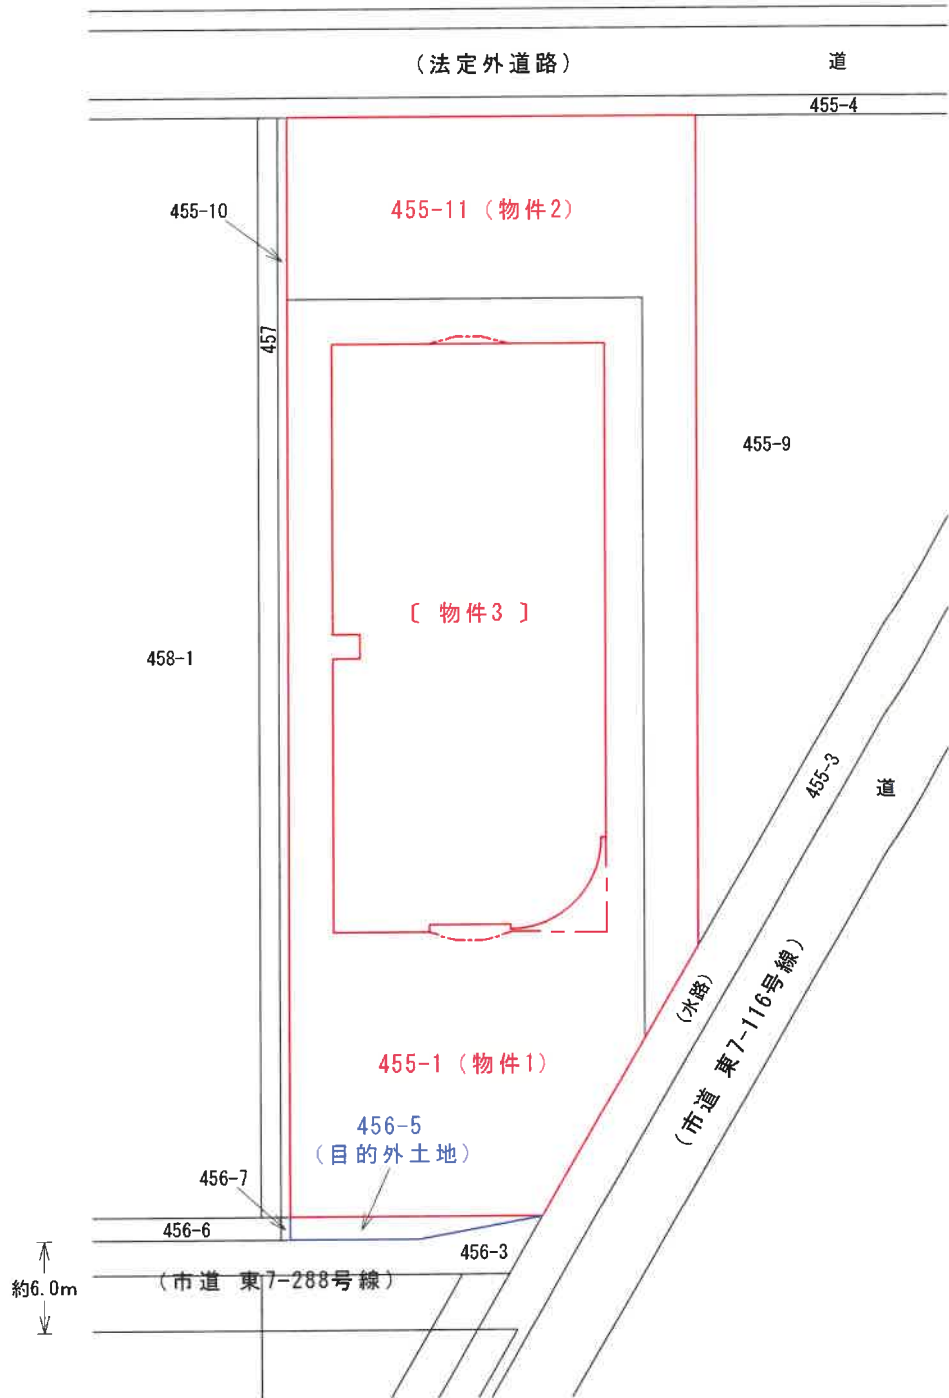 (法定外道路)
道
455-4
455-10
455-11 (物件2)
457
455-9
〔 物件3 〕
458-1
455-3
道
(水路)
(市道 東7-116号線)
455-1 (物件1)
456-5
(目的外土地)
456-7
456-6
456-3
(市道 東7-288号線)
約6.0m